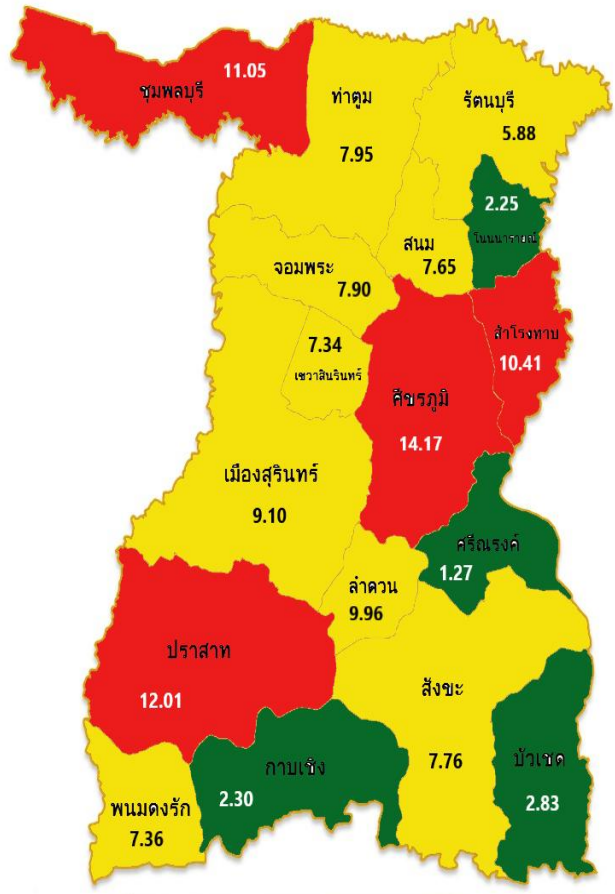 ชุมพลบุรี
11.05
ท่าตูม
7.95
รัตนบุรี
5.88
2.25
โนนนารายณ์
สนม
7.65
จอมพระ
7.90
สำโรงทาบ
10.41
7.34
เขวาสินรินทร์
ศีขรภูมิ
14.17
เมืองสุรินทร์
9.10
ศรีณรงค์
1.27
ลำดวน
9.96
ปราสาท
12.01
สังขะ
7.76
กาบเชิง
2.30
บัวเชด
2.83
พนมดงรัก
7.36